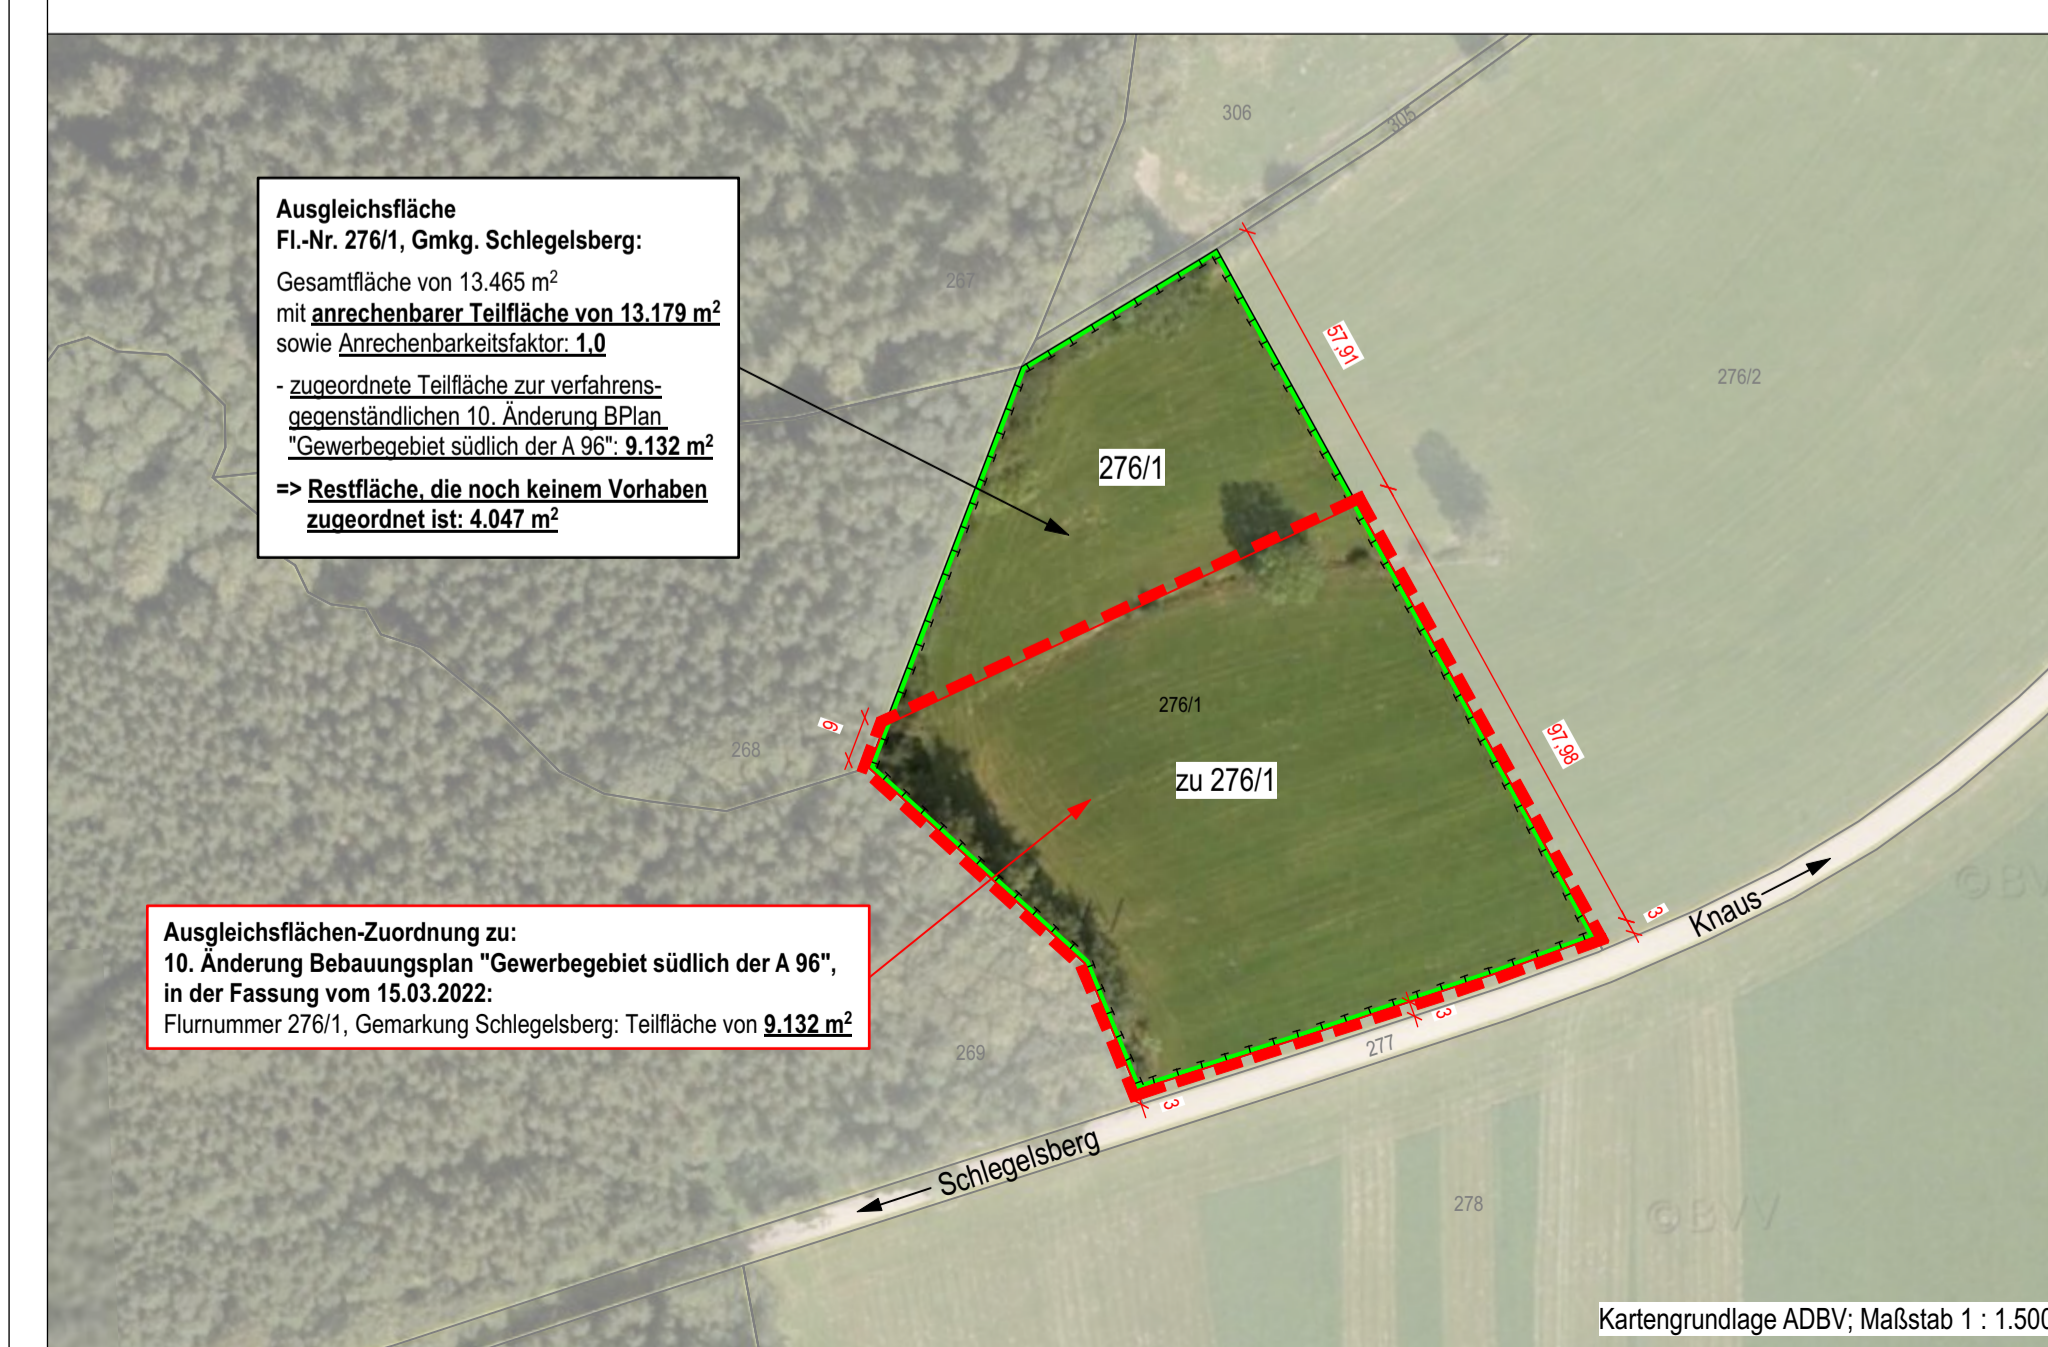 306
305
Ausgleichsfläche
Fl.-Nr. 276/1, Gmkg. Schlegelsberg:
Gesamtfläche von 13.465 m²
mit anrechenbarer Teilfläche von 13.179 m²
sowie Anrechenbarkeitsfaktor: 1,0
- zugeordnete Teilfläche zur verfahrens-
gegenständlichen 10. Änderung BPlan
"Gewerbegebiet südlich der A 96": 9.132 m²
=> Restfläche, die noch keinem Vorhaben
zugeordnet ist: 4.047 m²
267
57,91
276/2
276/1
276/1
zu 276/1
9
268
97,98
3
Knaus
Ausgleichsflächen-Zuordnung zu:
10. Änderung Bebauungsplan "Gewerbegebiet südlich der A 96",
in der Fassung vom 15.03.2022:
Flurnummer 276/1, Gemarkung Schlegelsberg: Teilfläche von 9.132 m²
3
277
269
3
Schlegelsberg
278
©BVV
Kartengrundlage ADBV; Maßstab 1 : 1.500